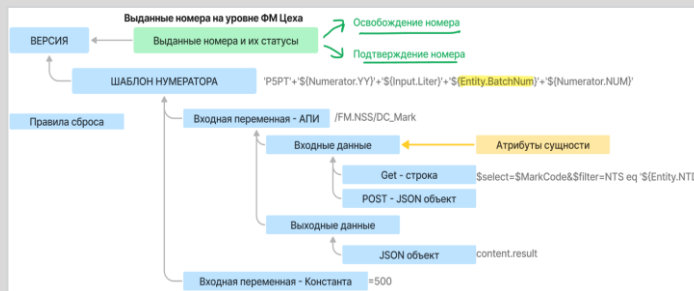 Выданные номера на уровне ФМ Цеха
Освобождение номера
ВЕРСИЯ
Выданные номера и их статусы
Подтверждение номера
ШАБЛОН НУМЕРАТОРА
'P5PT'+'${Numerator.YY}'+'${Input.Liter}'+'${Entity.BatchNum}'+'${Numerator.NUM}'
Правила сброса
Входная переменная - АПИ
/FM.NSS/DC_Mark
Входные данные
Атрибуты сущности
Get - строка
$select=$MarkCode&$filter=NTS eq '${Entity.NTD
POST - JSON объект
Выходные данные
JSON объект
content.result
Входная переменная - Константа
=500